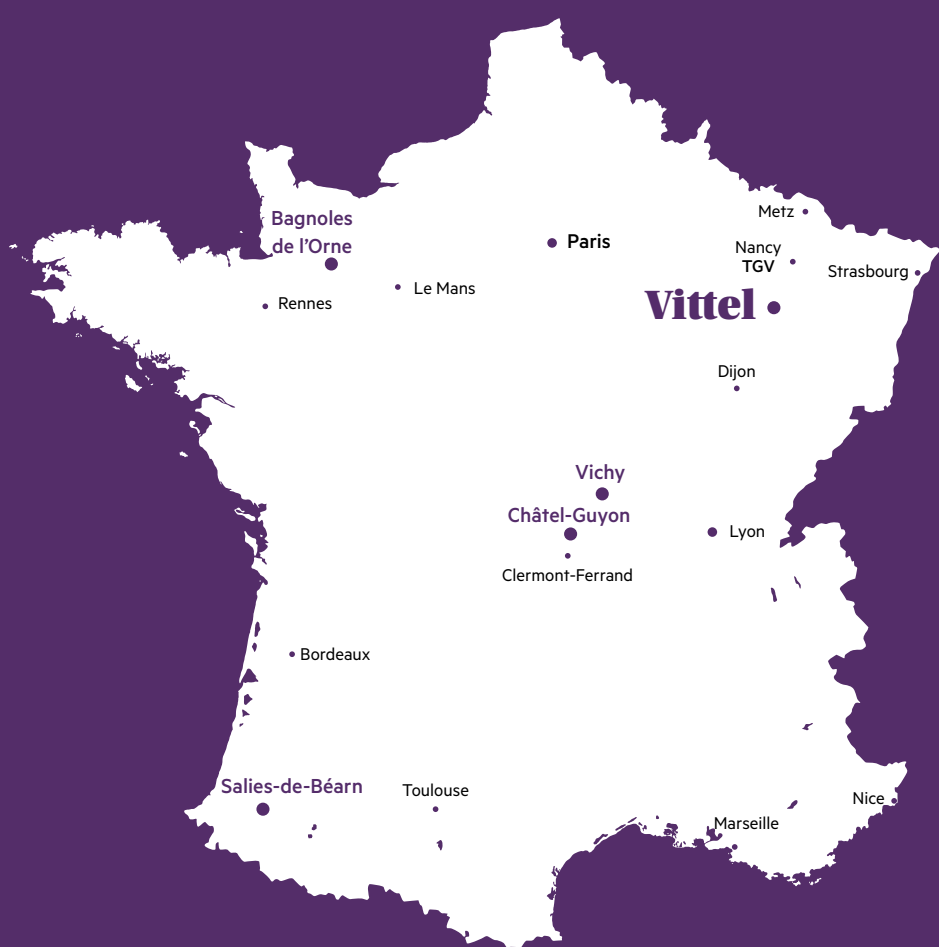 Metz
Bagnoles
de l’Orne
Paris
Nancy
TGV
Strasbourg
Le Mans
Rennes
Vittel
Dijon
Vichy
Châtel-Guyon
Lyon
Clermont-Ferrand
Bordeaux
Salies-de-Béarn
Toulouse
Nice
Marseille